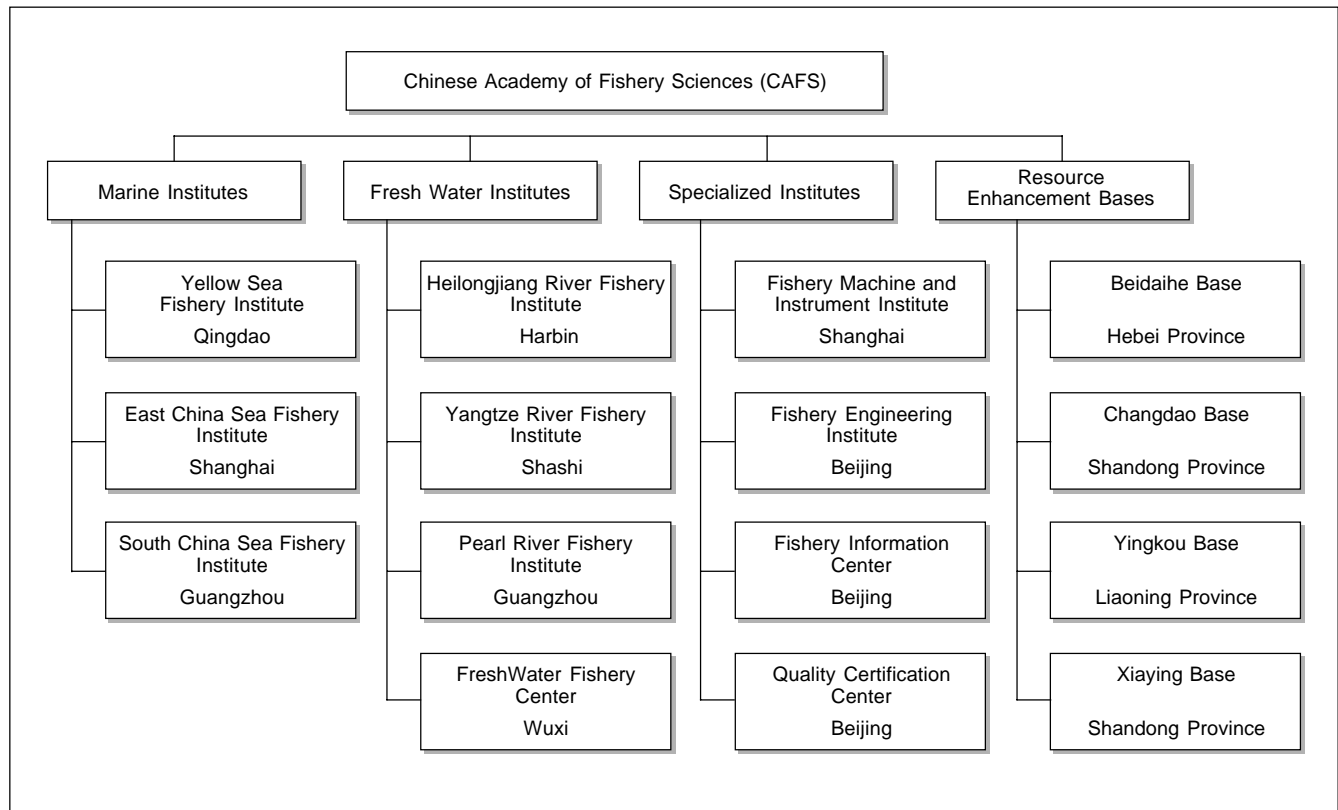 Chinese Academy of Fishery Sciences (CAFS)
Marine Institutes
Fresh Water Institutes
Specialized Institutes
Resource
Enhancement Bases
Yellow Sea
Fishery Institute
Qingdao
East China Sea Fishery
Institute
Shanghai
South China Sea Fishery
Institute
Guangzhou
Heilongjiang River Fishery
Institute
Harbin
Yangtze River Fishery
Institute
Shashi
Pearl River Fishery
Institute
Guangzhou
FreshWater Fishery
Center
Wuxi
Fishery Machine and
Instrument Institute
Shanghai
Fishery Engineering
Institute
Beijing
Fishery Information
Center
Beijing
Quality Certification
Center
Beijing
Beidaihe Base
Hebei Province
Changdao Base
Shandong Province
Yingkou Base
Liaoning Province
Xiaying Base
Shandong Province